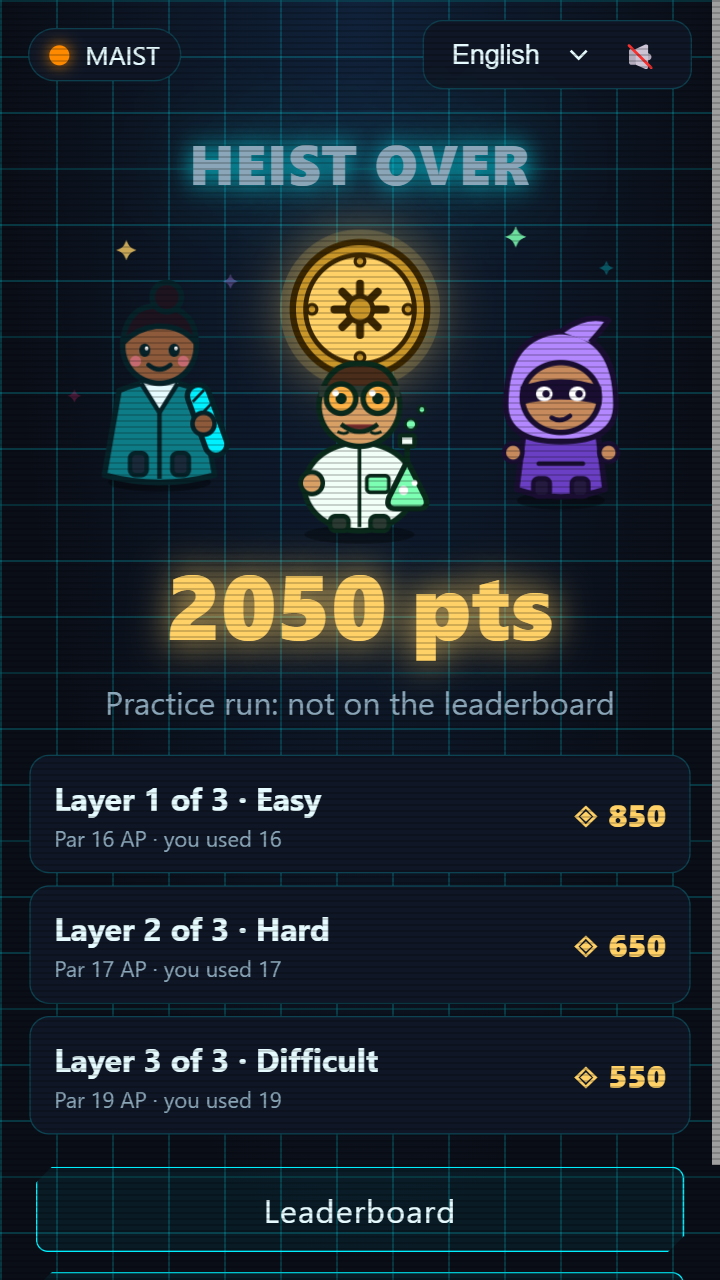 MAIST
English
HEIST OVER
2050 pts
Practice run: not on the leaderboard
Layer 1 of 3 · Easy
Par 16 AP · you used 16
850
Layer 2 of 3 · Hard
Par 17 AP · you used 17
650
Layer 3 of 3 · Difficult
Par 19 AP · you used 19
550
Leaderboard